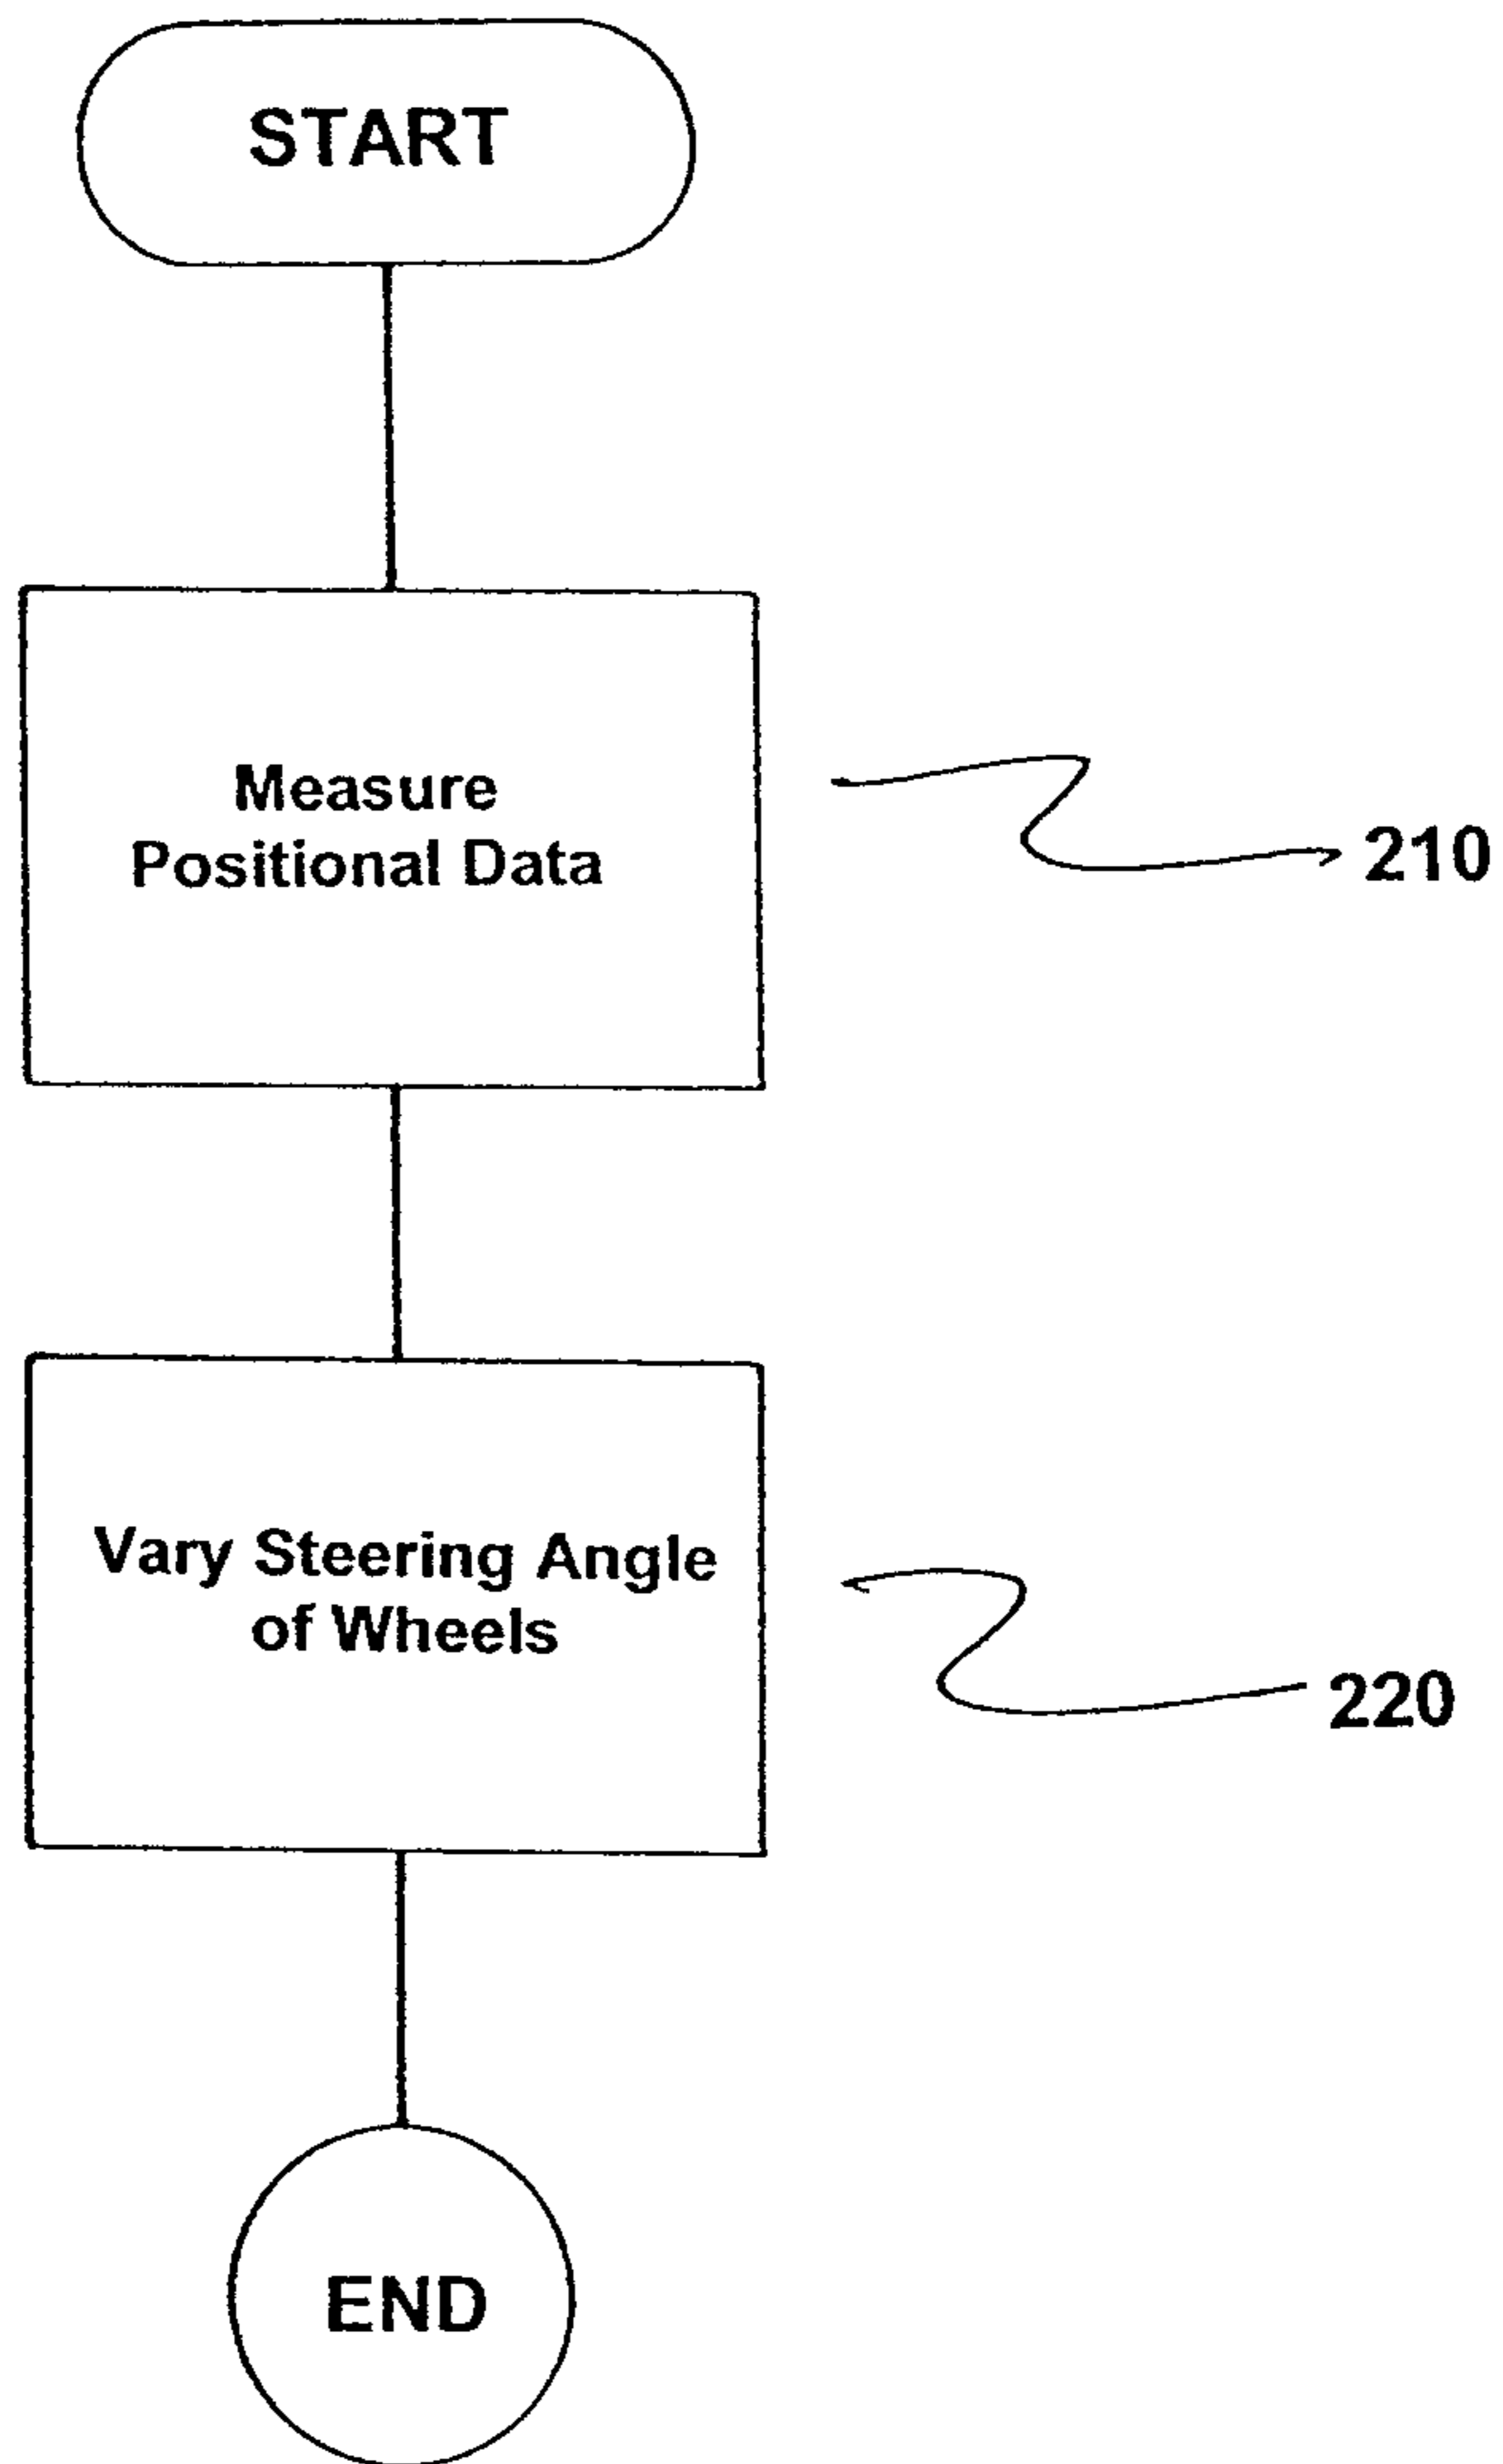 START
Measure
Positional Data
210
Vary Steering Angle
of Wheels
220
END